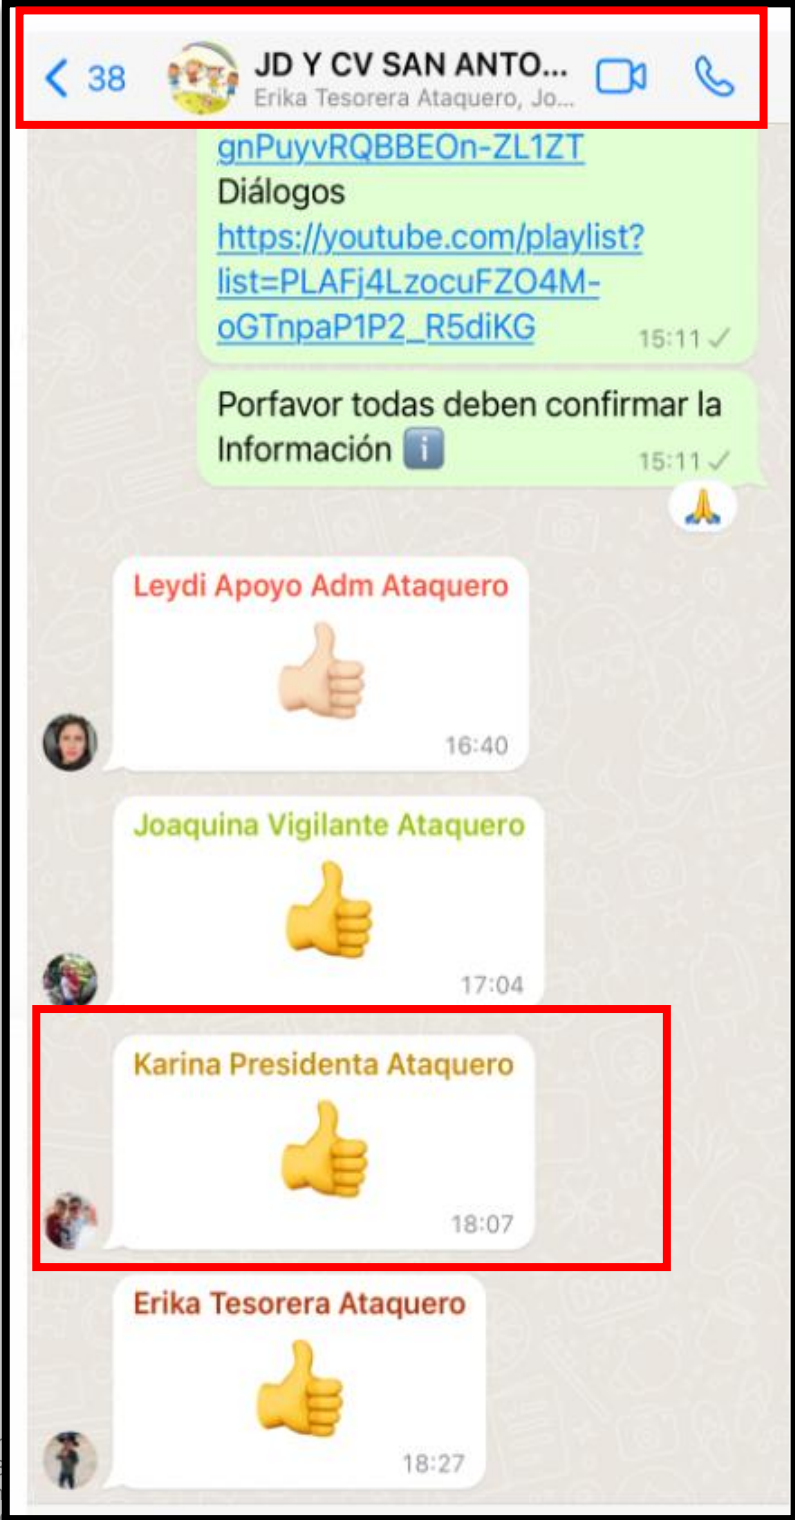 38
JD Y CV SAN ANTO...
Erika Tesorera Ataquero, Jo...
gnPuyvRQBBEOn-ZL1ZT
Diálogos
https://youtube.com/playlist?
list=PLAFj4LzocuFZO4M-
oGTnpaP1P2_R5diKG
15:11
Porfavor todas deben confirmar la
Información ℹ️
15:11
🙏
Leydi Apoyo Adm Ataquero
👍🏻
16:40
Joaquina Vigilante Ataquero
👍
17:04
Karina Presidenta Ataquero
👍
18:07
Erika Tesorera Ataquero
👍
18:27